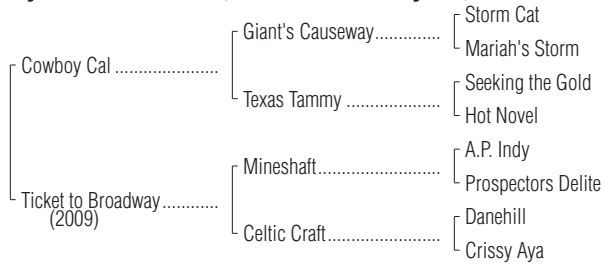 Storm Cat
Giant's Causeway..............
Mariah's Storm
Cowboy Cal ......................
Seeking the Gold
Texas Tammy ....................
Hot Novel
A.P. Indy
Mineshaft..........................
Prospectors Delite
Ticket to Broadway............
(2009)
Danehill
Celtic Craft........................
Crissy Aya